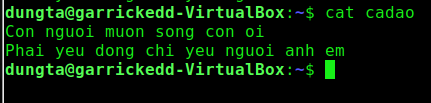 dungta@garrickedd-VirtualBox:~$ cat cadao
Con nguoi muon song con oi
Phai yeu dong chi yeu nguoi anh em
dungta@garrickedd-VirtualBox:~$